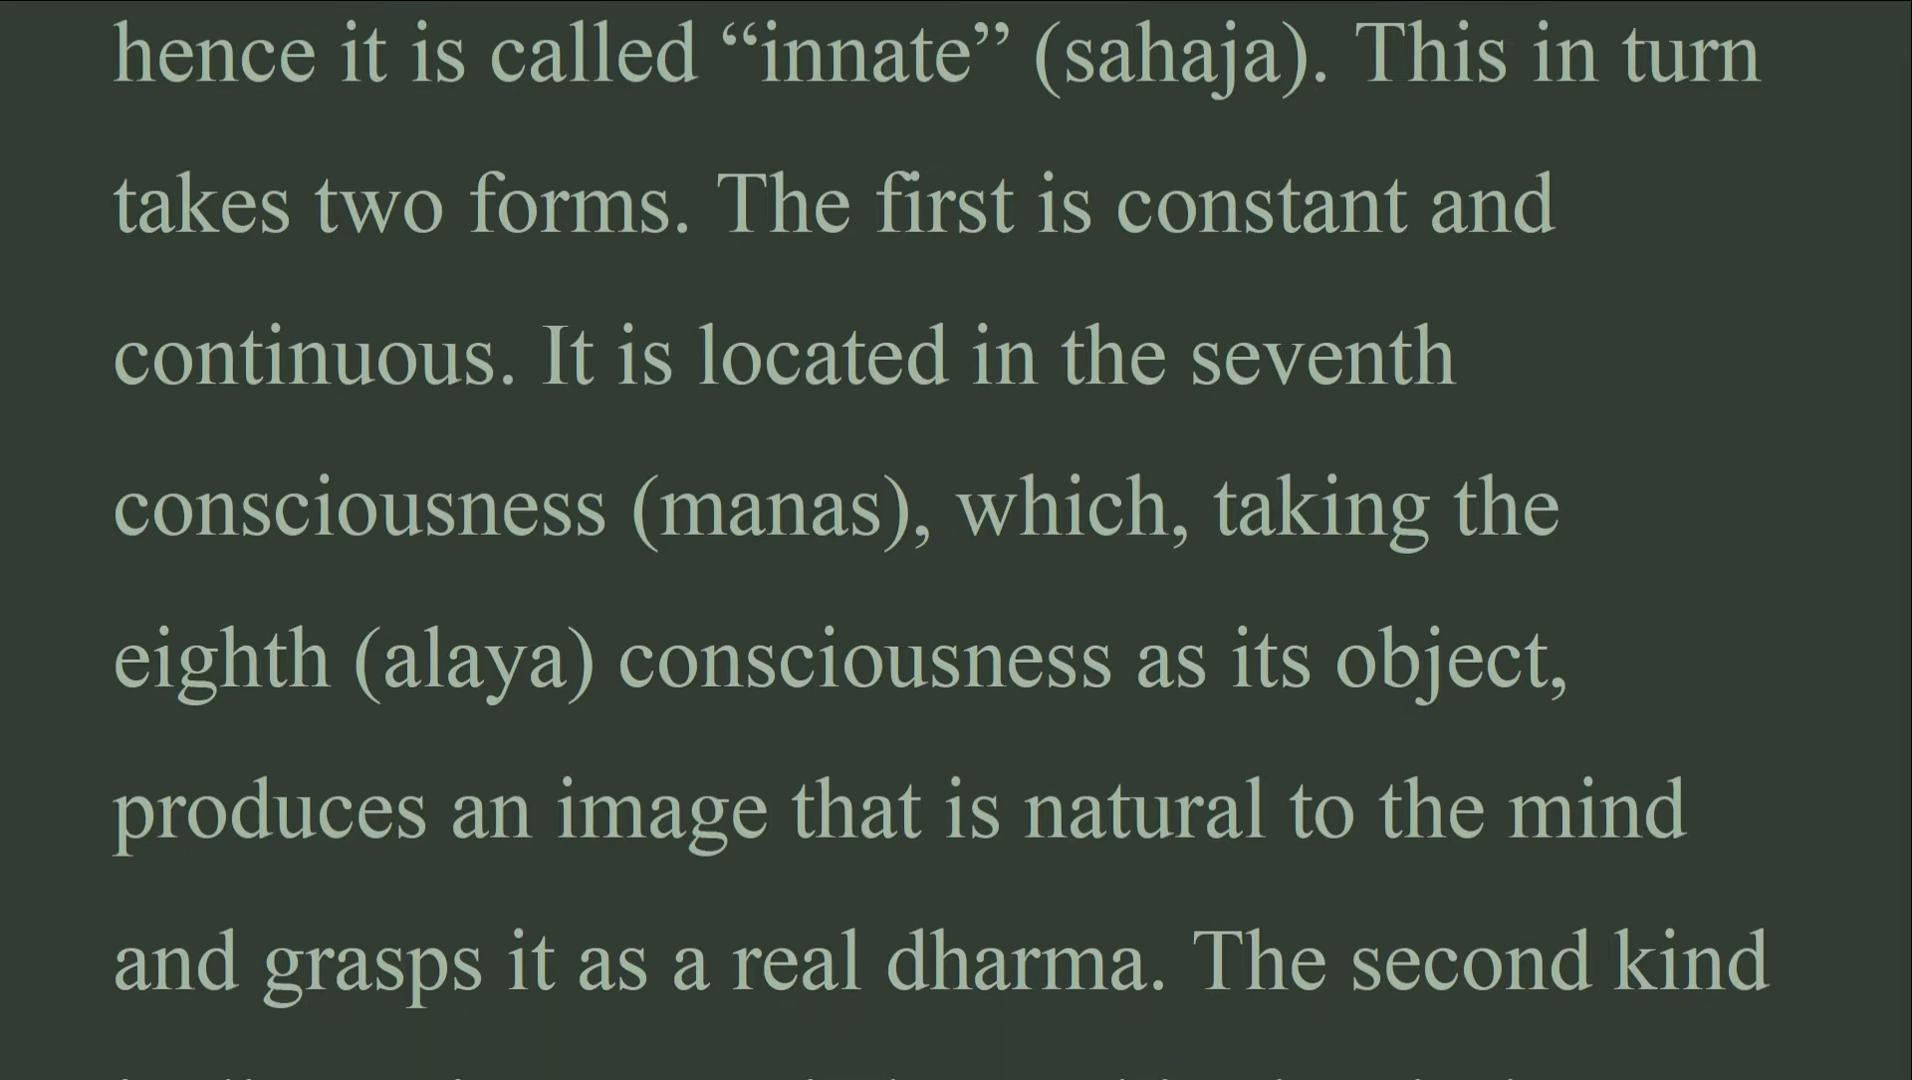 hence it is called “innate” (sahaja). This in turn
takes two forms. The first is constant and
continuous. It is located in the seventh
consciousness (manas), which, taking the
eighth (alaya) consciousness as its object,
produces an image that is natural to the mind
and grasps it as a real dharma. The second kind